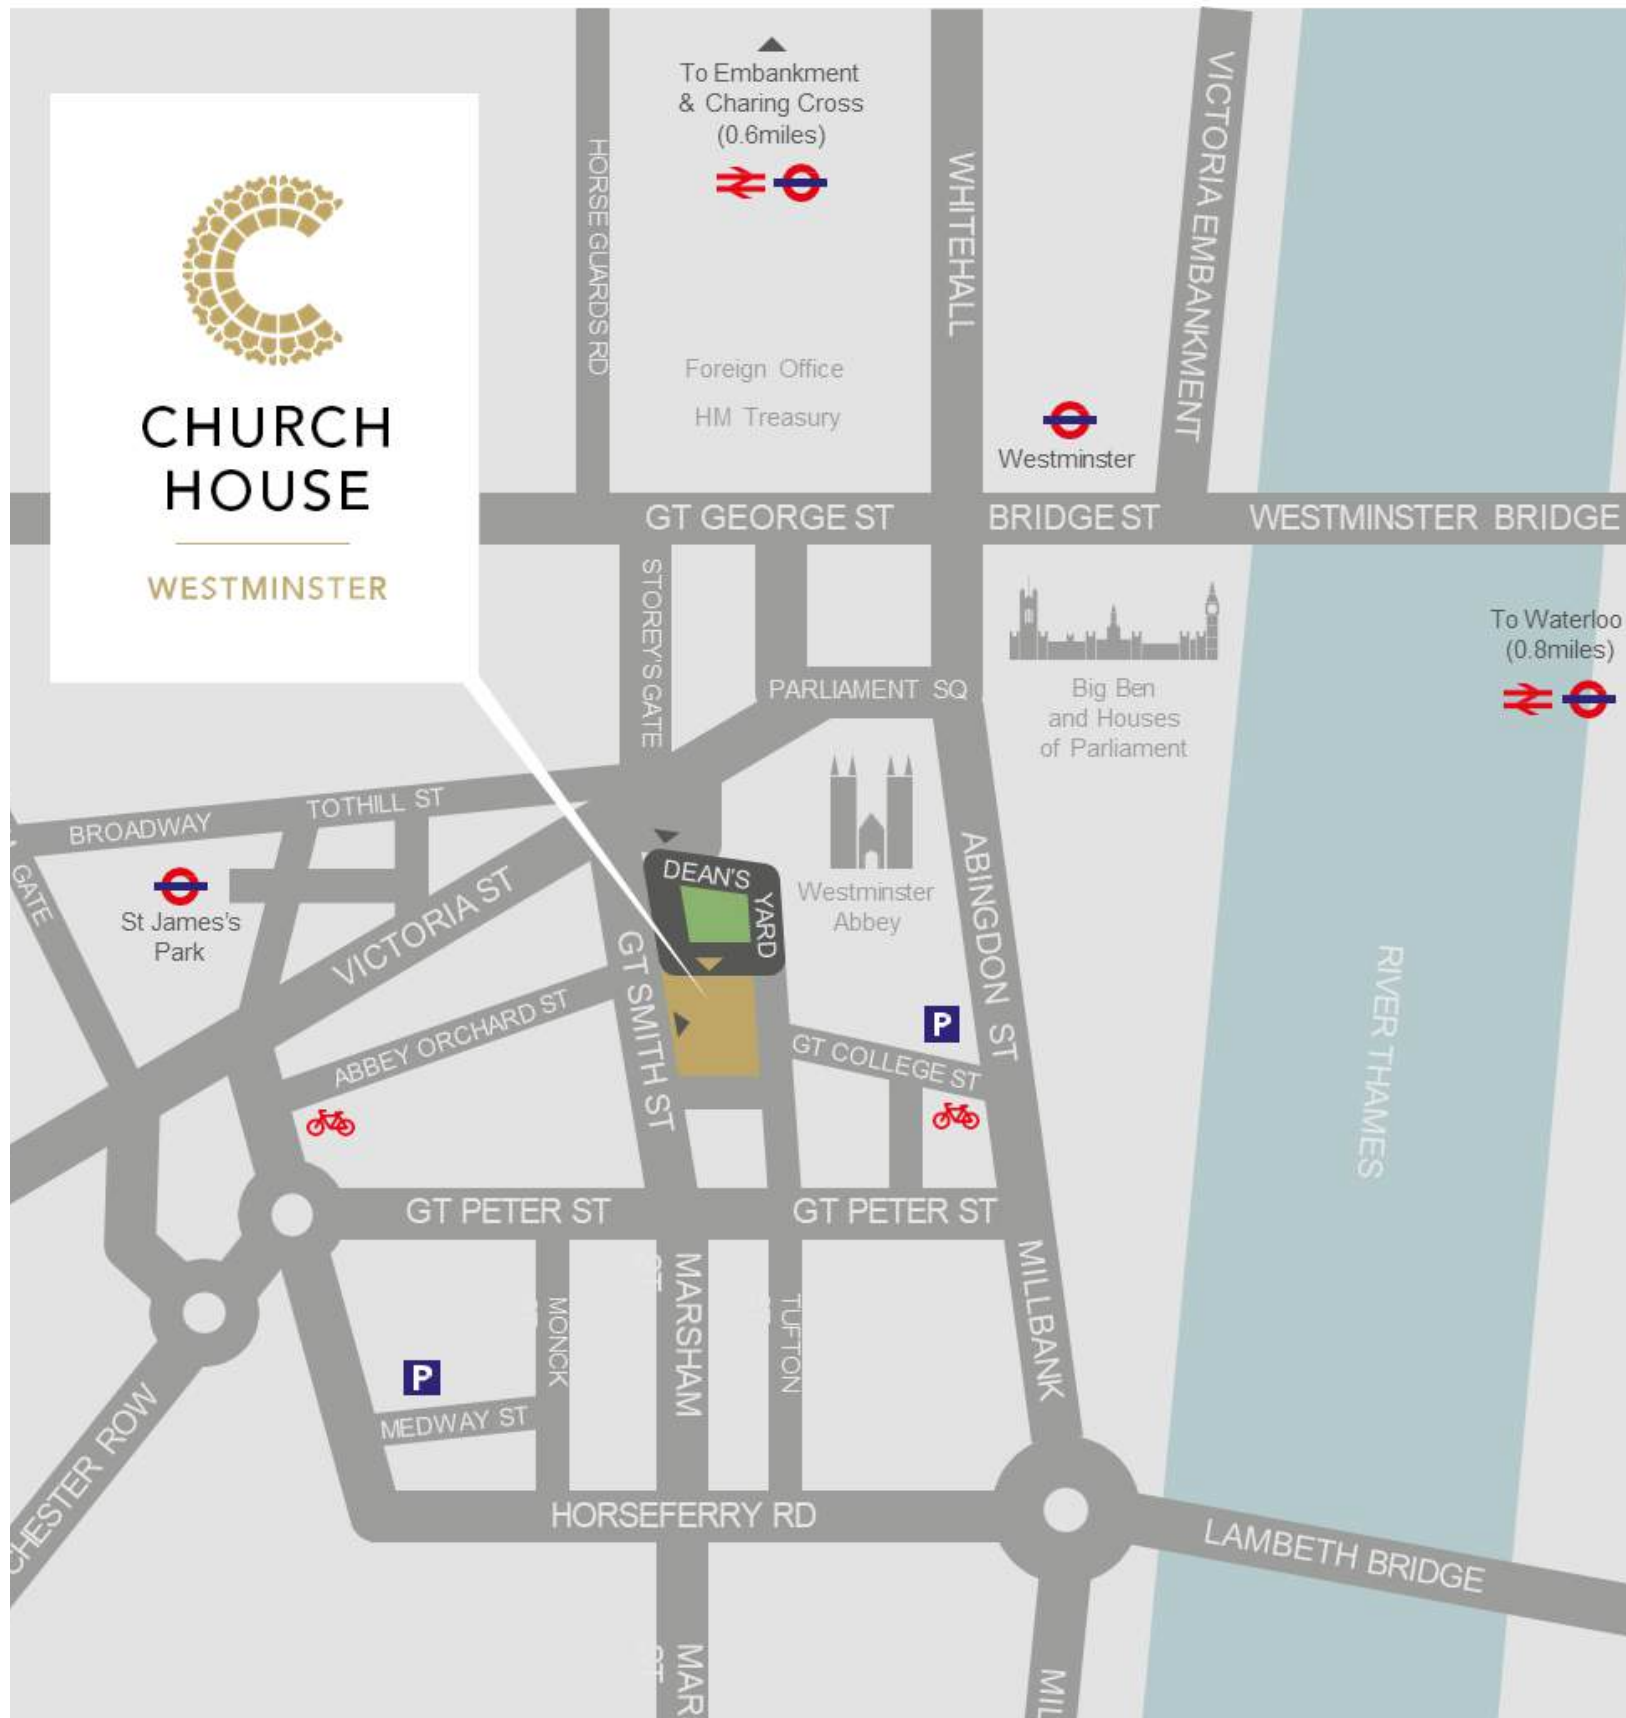 To Embankment
& Charing Cross
(0.6miles)
HORSE GUARDS RD
WHITEHALL
VICTORIA EMBANKMENT
CHURCH
HOUSE
WESTMINSTER
Foreign Office
HM Treasury
Westminster
GT GEORGE ST
BRIDGE ST
WESTMINSTER BRIDGE
STOREY'S GATE
To Waterloo
(0.8miles)
PARLIAMENT SQ
Big Ben
and Houses
of Parliament
BROADWAY
TOTHILL ST
GATE
St James's
Park
VICTORIA ST
DEAN'S
YARD
Westminster
Abbey
ABINGDON ST
RIVER THAMES
GT SMITH ST
ABBEY ORCHARD ST
P
GT COLLEGE ST
GT PETER ST
GT PETER ST
MONCK
MARSHAM
ST
TUFTON
MILLBANK
P
MEDWAY ST
CHESTER ROW
HORSEFERRY RD
LAMBETH BRIDGE
MAR
ST
MIL